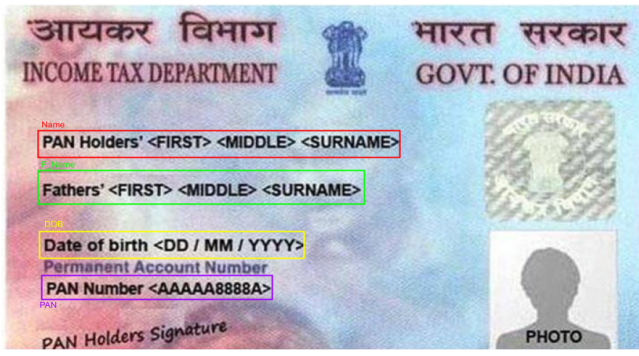 आयकर विभाग
भारत सरकार
INCOME TAX DEPARTMENT
GOVT. OF INDIA
Name
PAN Holders' <FIRST> <MIDDLE> <SURNAME>
Fathers' <FIRST> <MIDDLE> <SURNAME>
DOB
Date of birth <DD / MM / YYYY>
Permanent Account Number
PAN Number <AAAAA8888A>
PAN
PAN Holders Signature
PHOTO